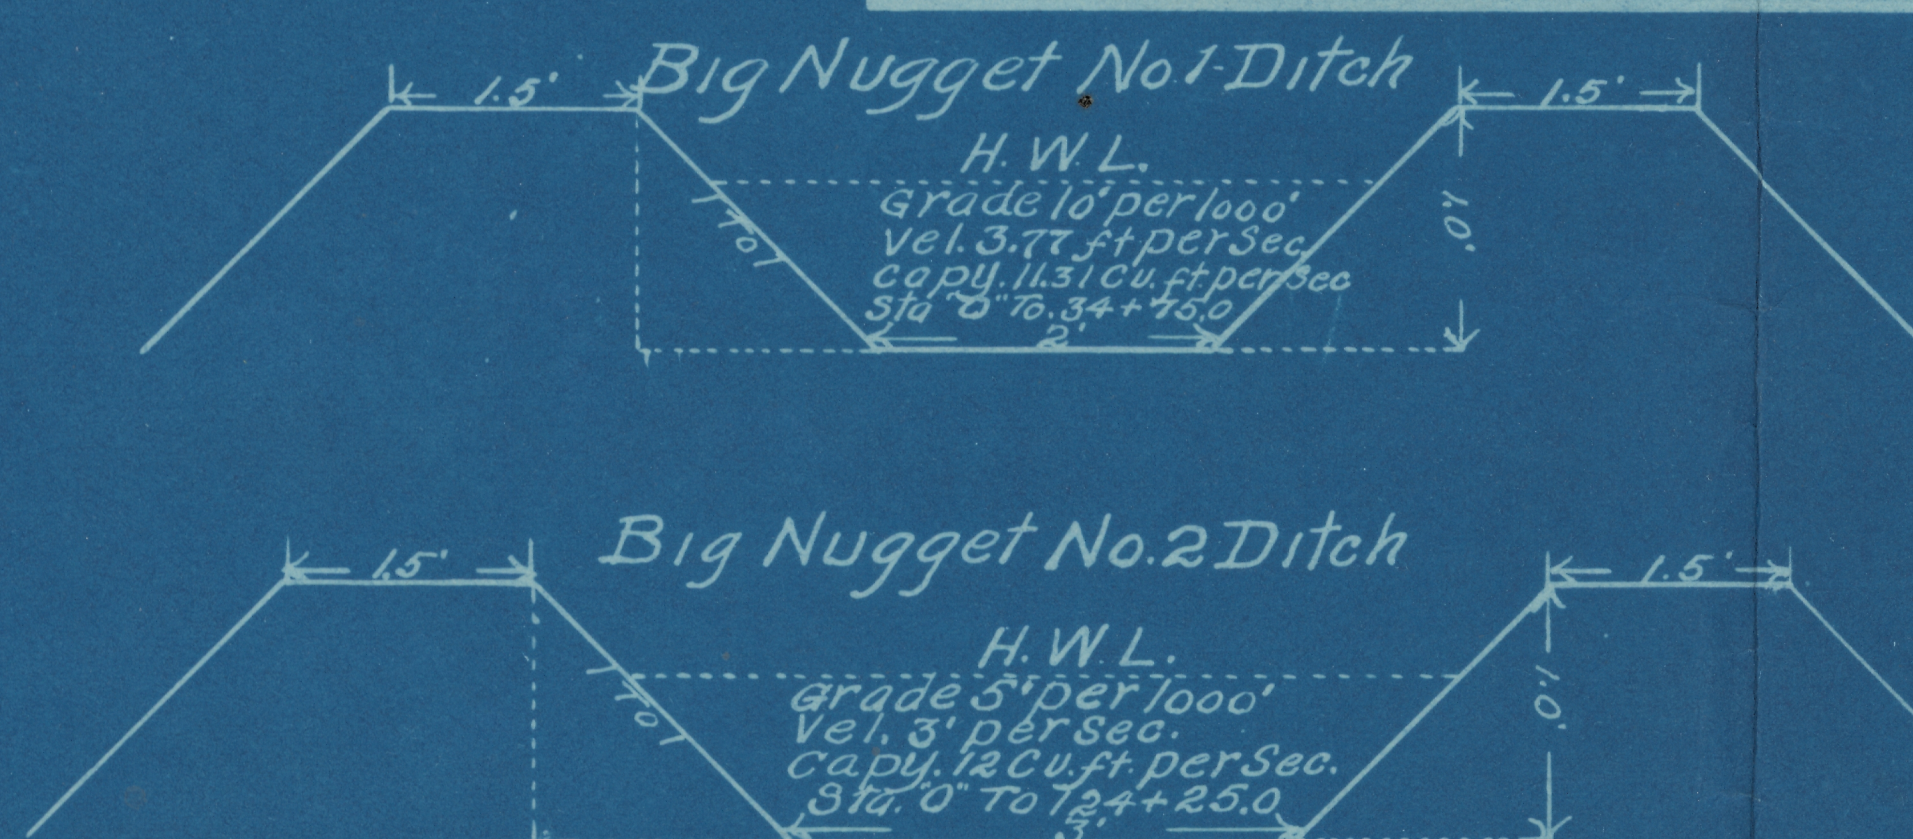 Big Nugget No.1-Ditch
1.5'
1.5'
H. W. L.
1 TO 1
Grade 10' per 1000'
Vel. 3.77 ft per Sec
1.0'
Capy. 11.31 Cu. ft. per Sec
Sta "0" To. 34+75.0
2'
Big Nugget No.2 Ditch
1.5'
1.5'
H. W. L.
1 TO 1
Grade 5' per 1000'
1.0'
Vel. 3' per Sec.
Capy. 12 Cu. ft. per Sec.
Sta. "0" To 124+25.0
3'